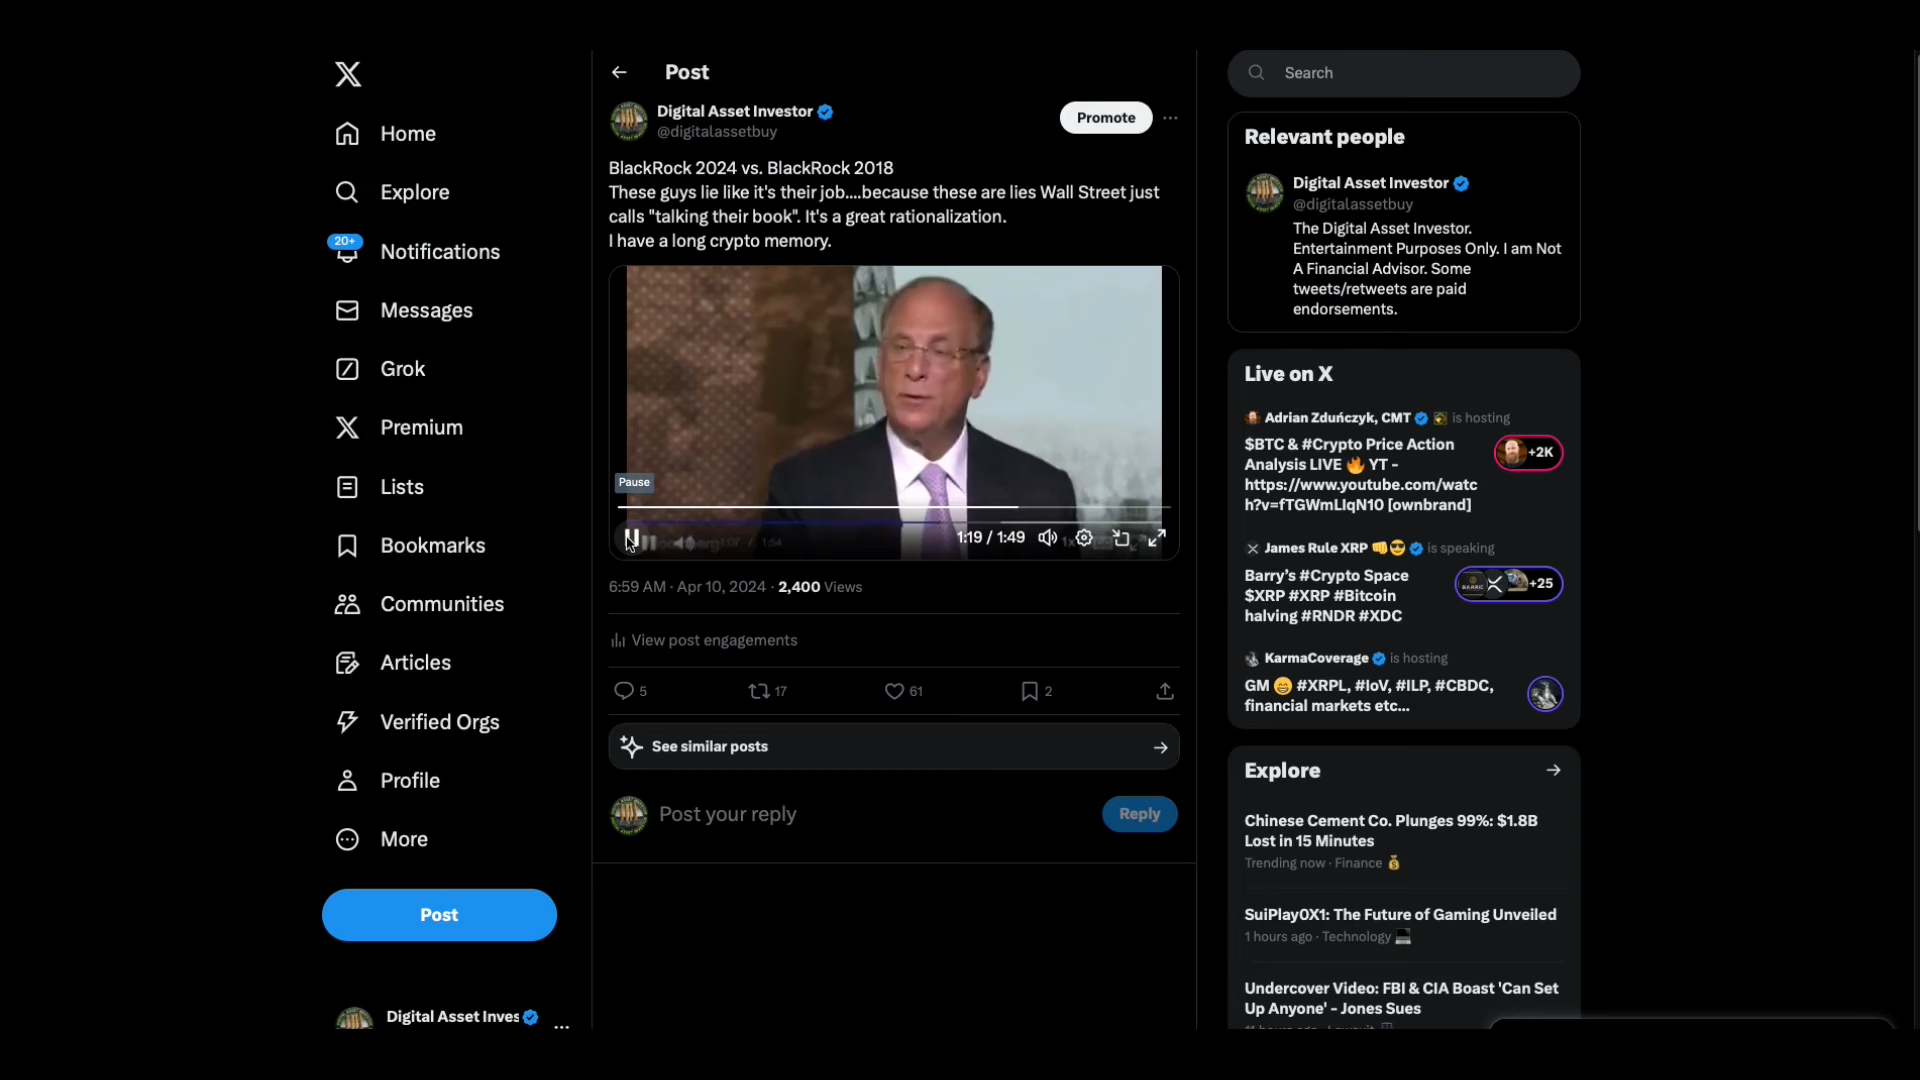 Home
Explore
20+
Notifications
Messages
Grok
Premium
Lists
Bookmarks
Communities
Articles
Verified Orgs
Profile
More
Post
Digital Asset Inves
Post
Digital Asset Investor
@digitalassetbuy
Promote
BlackRock 2024 vs. BlackRock 2018
These guys lie like it's their job....because these are lies Wall Street just
calls "talking their book". It's a great rationalization.
I have a long crypto memory.
Pause
1:19 / 1:49
6:59 AM · Apr 10, 2024 · 2,400 Views
View post engagements
5
17
61
2
See similar posts
Post your reply
Reply
Search
Relevant people
Digital Asset Investor
@digitalassetbuy
The Digital Asset Investor.
Entertainment Purposes Only. I am Not
A Financial Advisor. Some
tweets/retweets are paid
endorsements.
Live on X
Adrian Zduńczyk, CMT is hosting
$BTC & #Crypto Price Action
Analysis LIVE 🔥 YT -
https://www.youtube.com/watc
h?v=fTGWmLIqN10 [ownbrand]
+2K
James Rule XRP 👊😎 is speaking
Barry's #Crypto Space
$XRP #XRP #Bitcoin
halving #RNDR #XDC
+25
KarmaCoverage is hosting
GM 😁 #XRPL, #IoV, #ILP, #CBDC,
financial markets etc...
Explore
Chinese Cement Co. Plunges 99%: $1.8B
Lost in 15 Minutes
Trending now · Finance 💰
SuiPlay0X1: The Future of Gaming Unveiled
1 hours ago · Technology 💻
Undercover Video: FBI & CIA Boast 'Can Set
Up Anyone' - Jones Sues